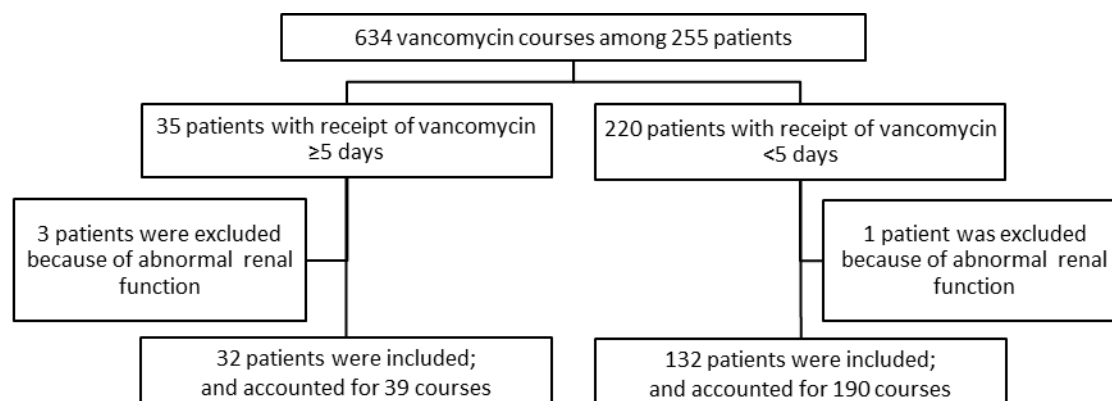 634 vancomycin courses among 255 patients
35 patients with receipt of vancomycin
≥5 days
220 patients with receipt of vancomycin
<5 days
3 patients were excluded
because of abnormal renal
function
1 patient was excluded
because of abnormal renal
function
32 patients were included;
and accounted for 39 courses
132 patients were included;
and accounted for 190 courses